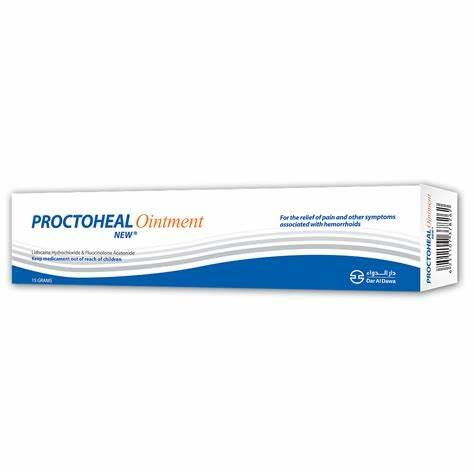 PROCTOHEAL Ointment
NEW®
Lidocaine Hydrochloride & Fluocinolone Acetonide
Keep medicament out of reach of children
15 GRAMS
For the relief of pain and other symptoms
associated with hemorrhoids
دار الدواء
Dar Al Dawa
PROCTOHEAL